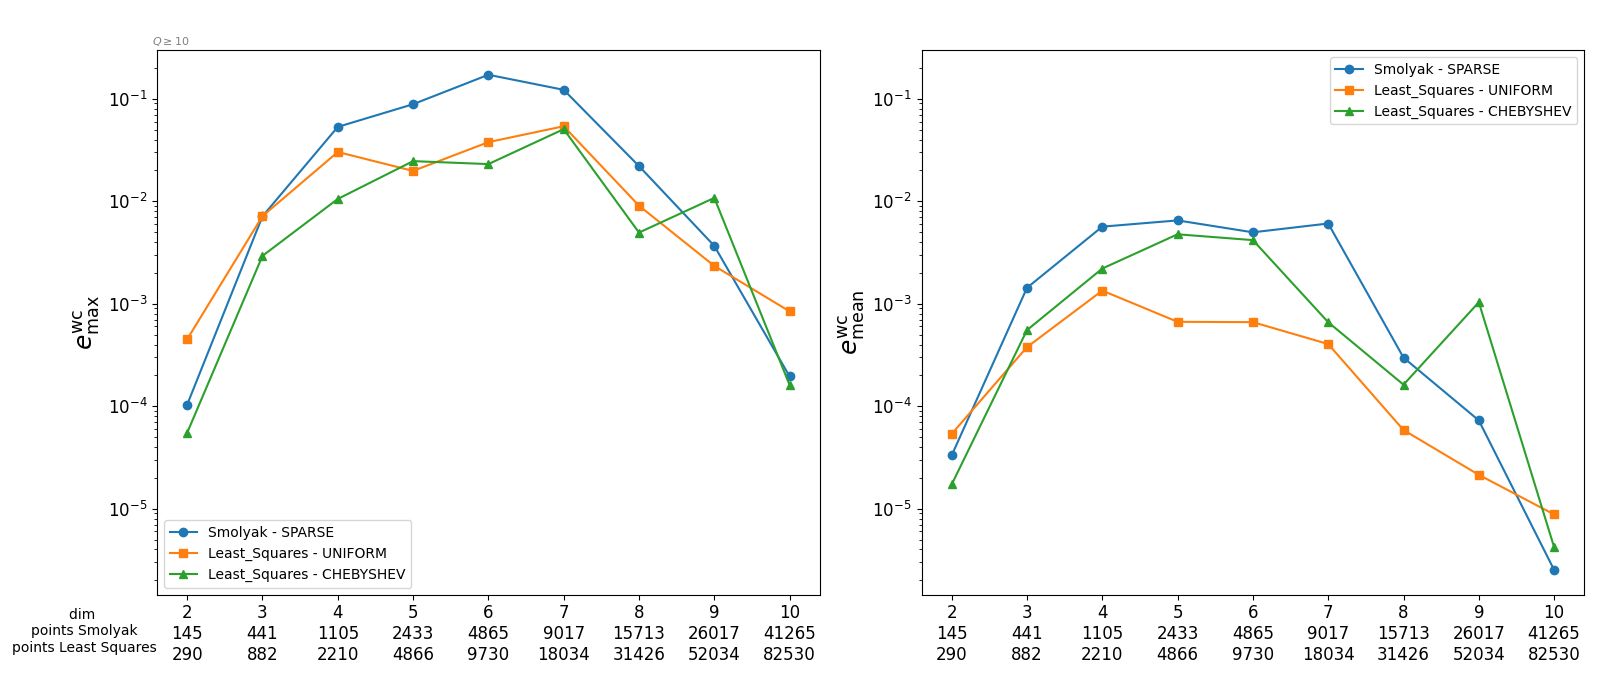 Q ≥ 10
10⁻¹
10⁻²
10⁻³
10⁻⁴
10⁻⁵
e^wc_max
Smolyak - SPARSE
Least_Squares - UNIFORM
Least_Squares - CHEBYSHEV
dim 2 3 4 5 6 7 8 9 10
points Smolyak 145 441 1105 2433 4865 9017 15713 26017 41265
points Least Squares 290 882 2210 4866 9730 18034 31426 52034 82530
10⁻¹
10⁻²
10⁻³
10⁻⁴
10⁻⁵
e^wc_mean
Smolyak - SPARSE
Least_Squares - UNIFORM
Least_Squares - CHEBYSHEV
2 3 4 5 6 7 8 9 10
145 441 1105 2433 4865 9017 15713 26017 41265
290 882 2210 4866 9730 18034 31426 52034 82530